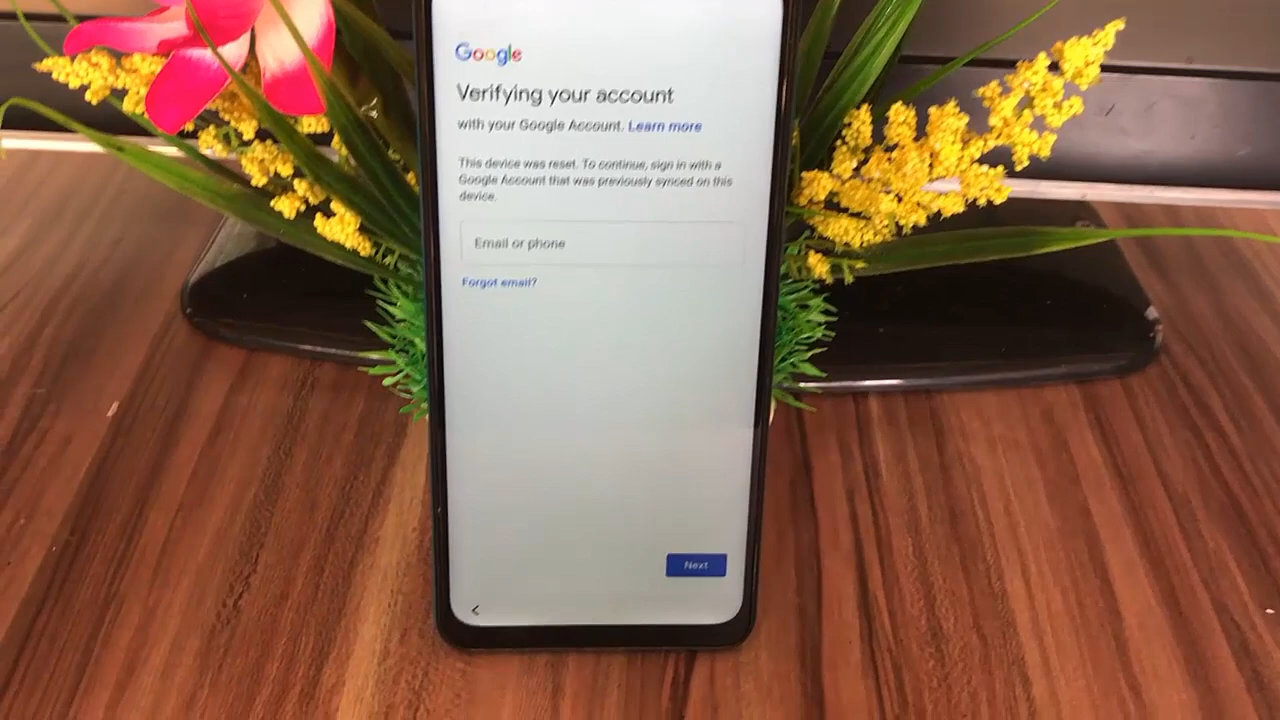 Google
Verifying your account
with your Google Account. Learn more
This device was reset. To continue, sign in with a
Google Account that was previously synced on this
device.
Email or phone
Forgot email?
Next